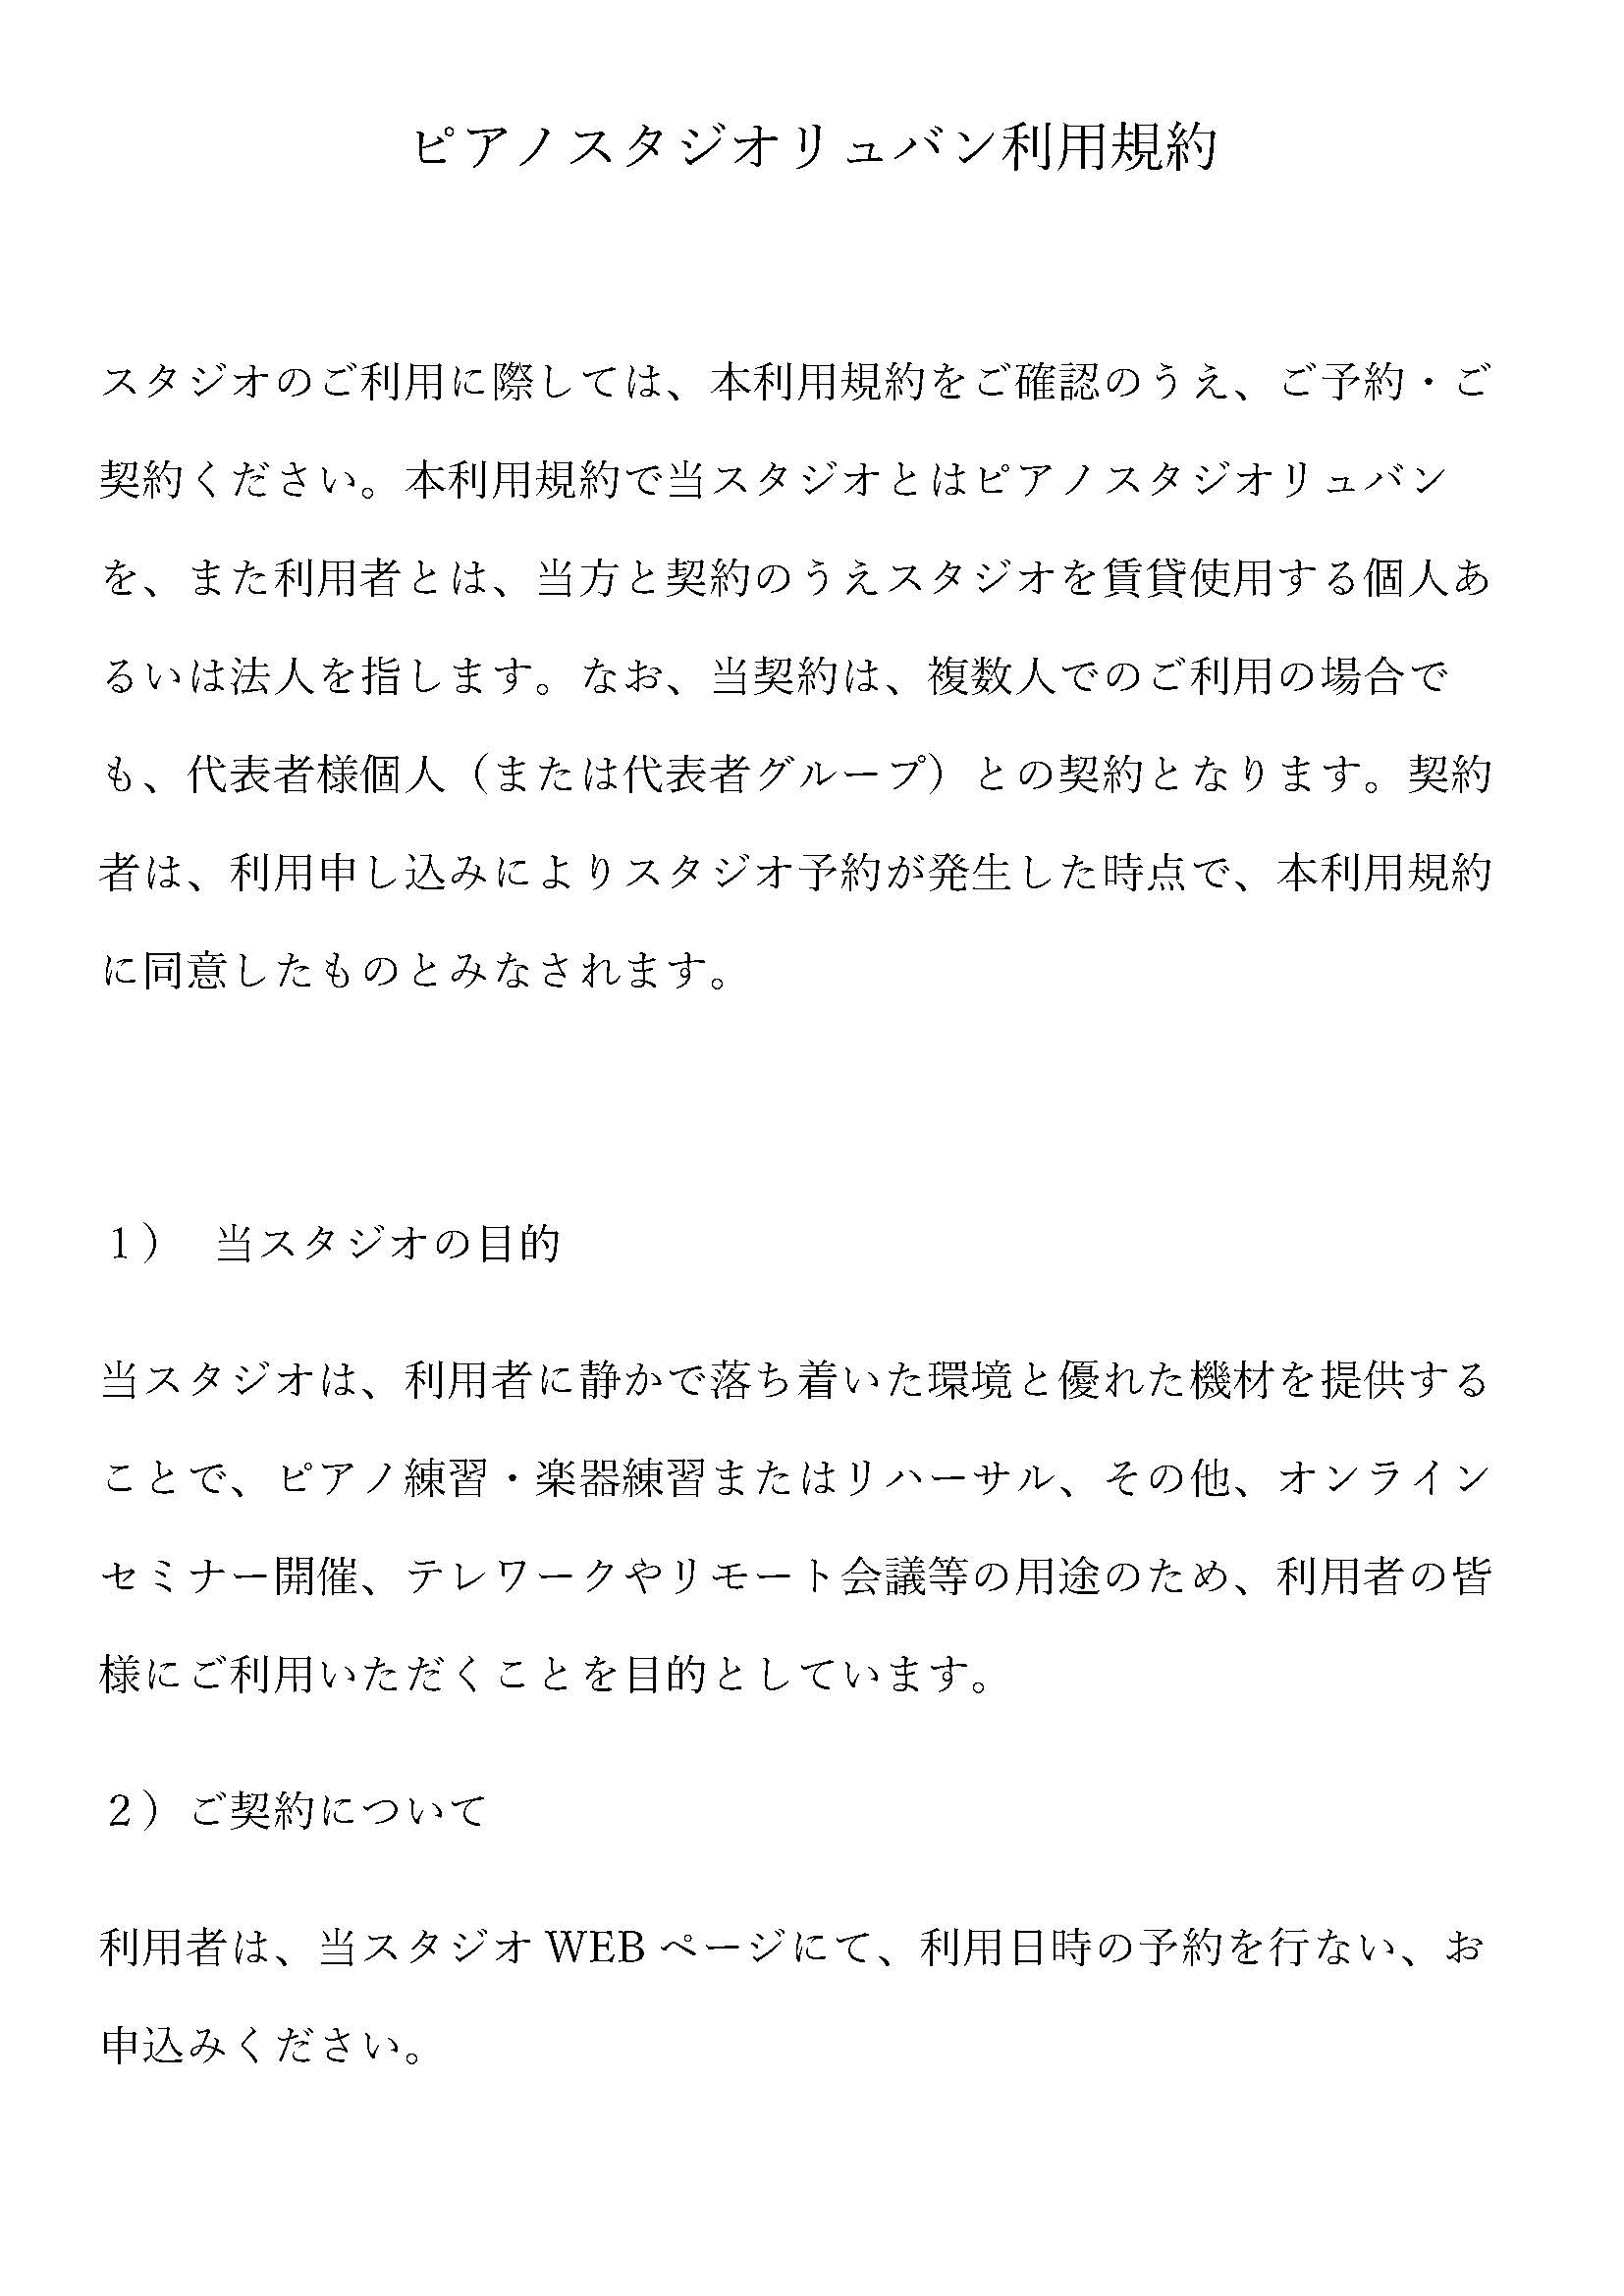 ピアノスタジオリュバン利用規約
スタジオのご利用に際しては、本利用規約をご確認のうえ、ご予約・ご
契約ください。本利用規約で当スタジオとはピアノスタジオリュバン
を、また利用者とは、当方と契約のうえスタジオを賃貸使用する個人あ
るいは法人を指します。なお、当契約は、複数人でのご利用の場合で
も、代表者様個人（または代表者グループ）との契約となります。契約
者は、利用申し込みによりスタジオ予約が発生した時点で、本利用規約
に同意したものとみなされます。
１）　当スタジオの目的
当スタジオは、利用者に静かで落ち着いた環境と優れた機材を提供する
ことで、ピアノ練習・楽器練習またはリハーサル、その他、オンライン
セミナー開催、テレワークやリモート会議等の用途のため、利用者の皆
様にご利用いただくことを目的としています。
２）ご契約について
利用者は、当スタジオ WEB ページにて、利用日時の予約を行ない、お
申込みください。